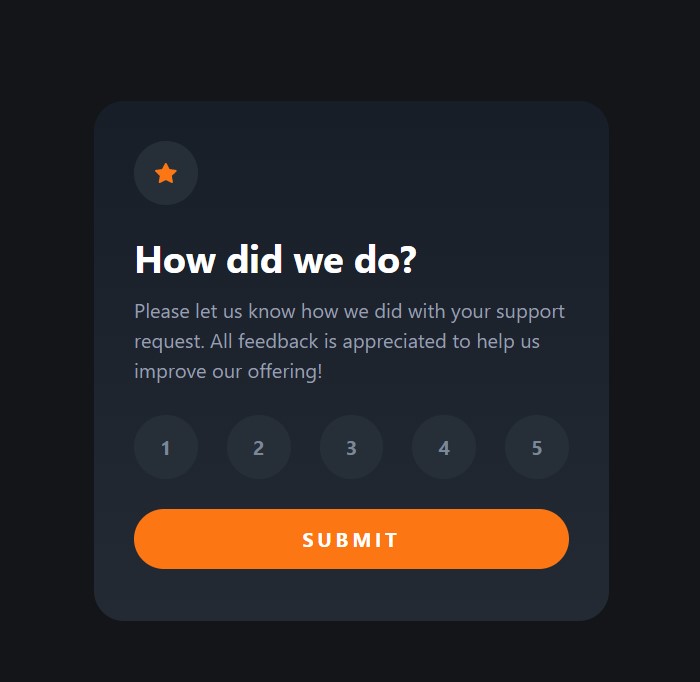 How did we do?
Please let us know how we did with your support
request. All feedback is appreciated to help us
improve our offering!
1 2 3 4 5
SUBMIT